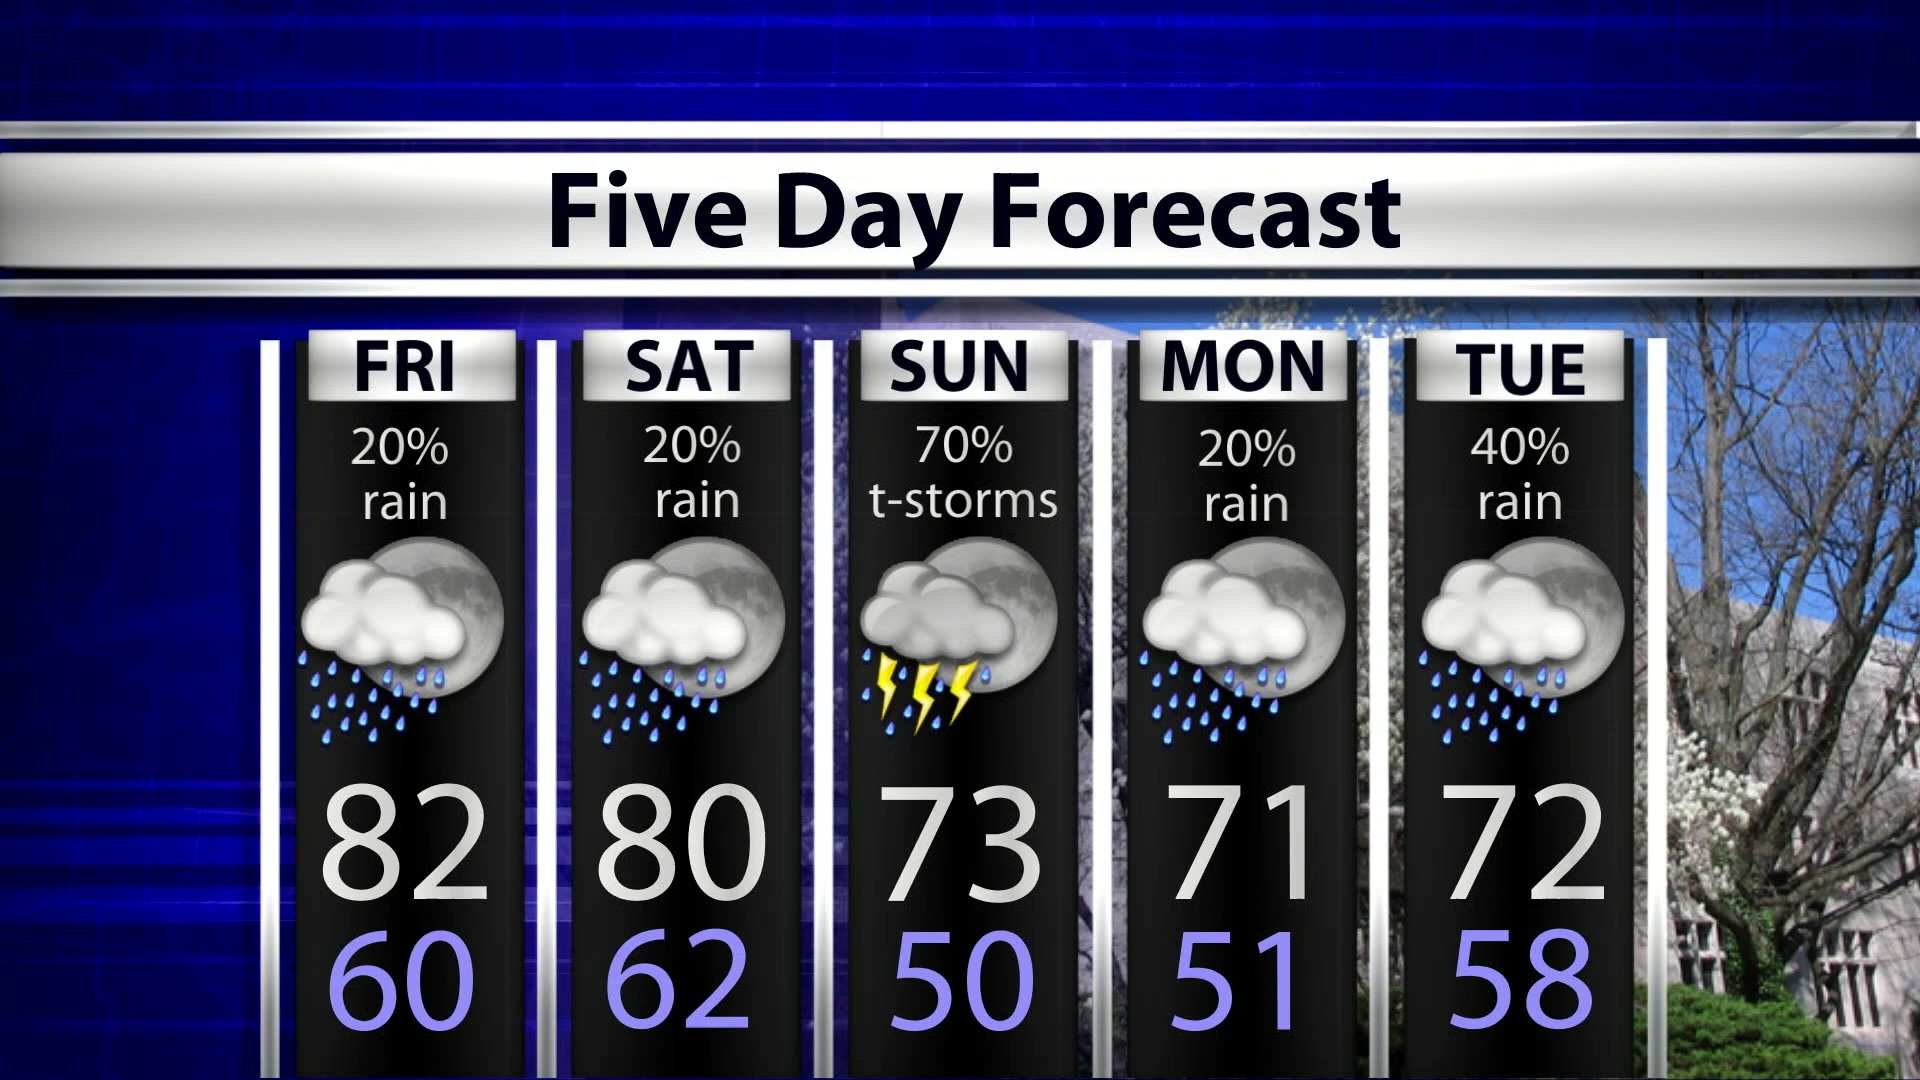 Five Day Forecast
FRI
20%
rain
82
60
SAT
20%
rain
80
62
SUN
70%
t-storms
73
50
MON
20%
rain
71
51
TUE
40%
rain
72
58